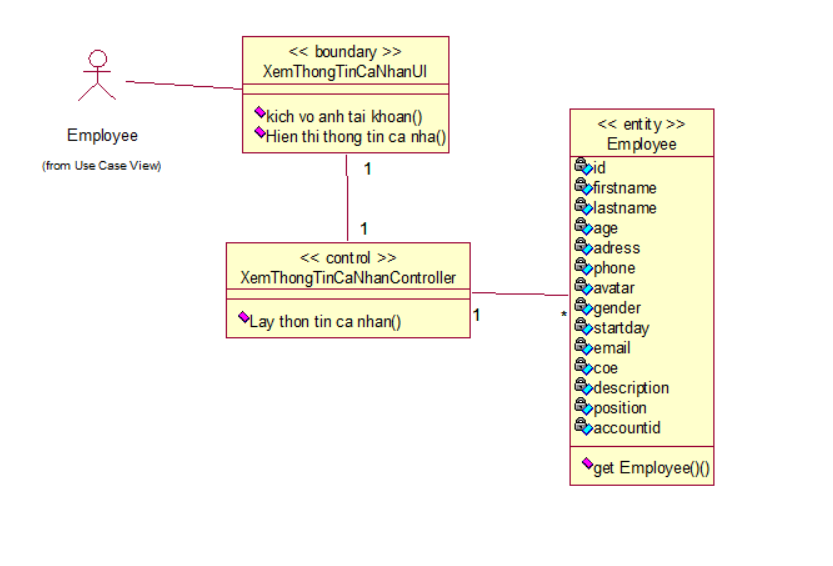 << boundary >>
XemThongTinCaNhanUI
kich vo anh tai khoan()
Hien thi thong tin ca nha()
Employee
(from Use Case View)
1
1
<< control >>
XemThongTinCaNhanController
Lay thon tin ca nhan()
1
*
<< entity >>
Employee
id
firstname
lastname
age
adress
phone
avatar
gender
startday
email
coe
description
position
accountid
get Employee()()